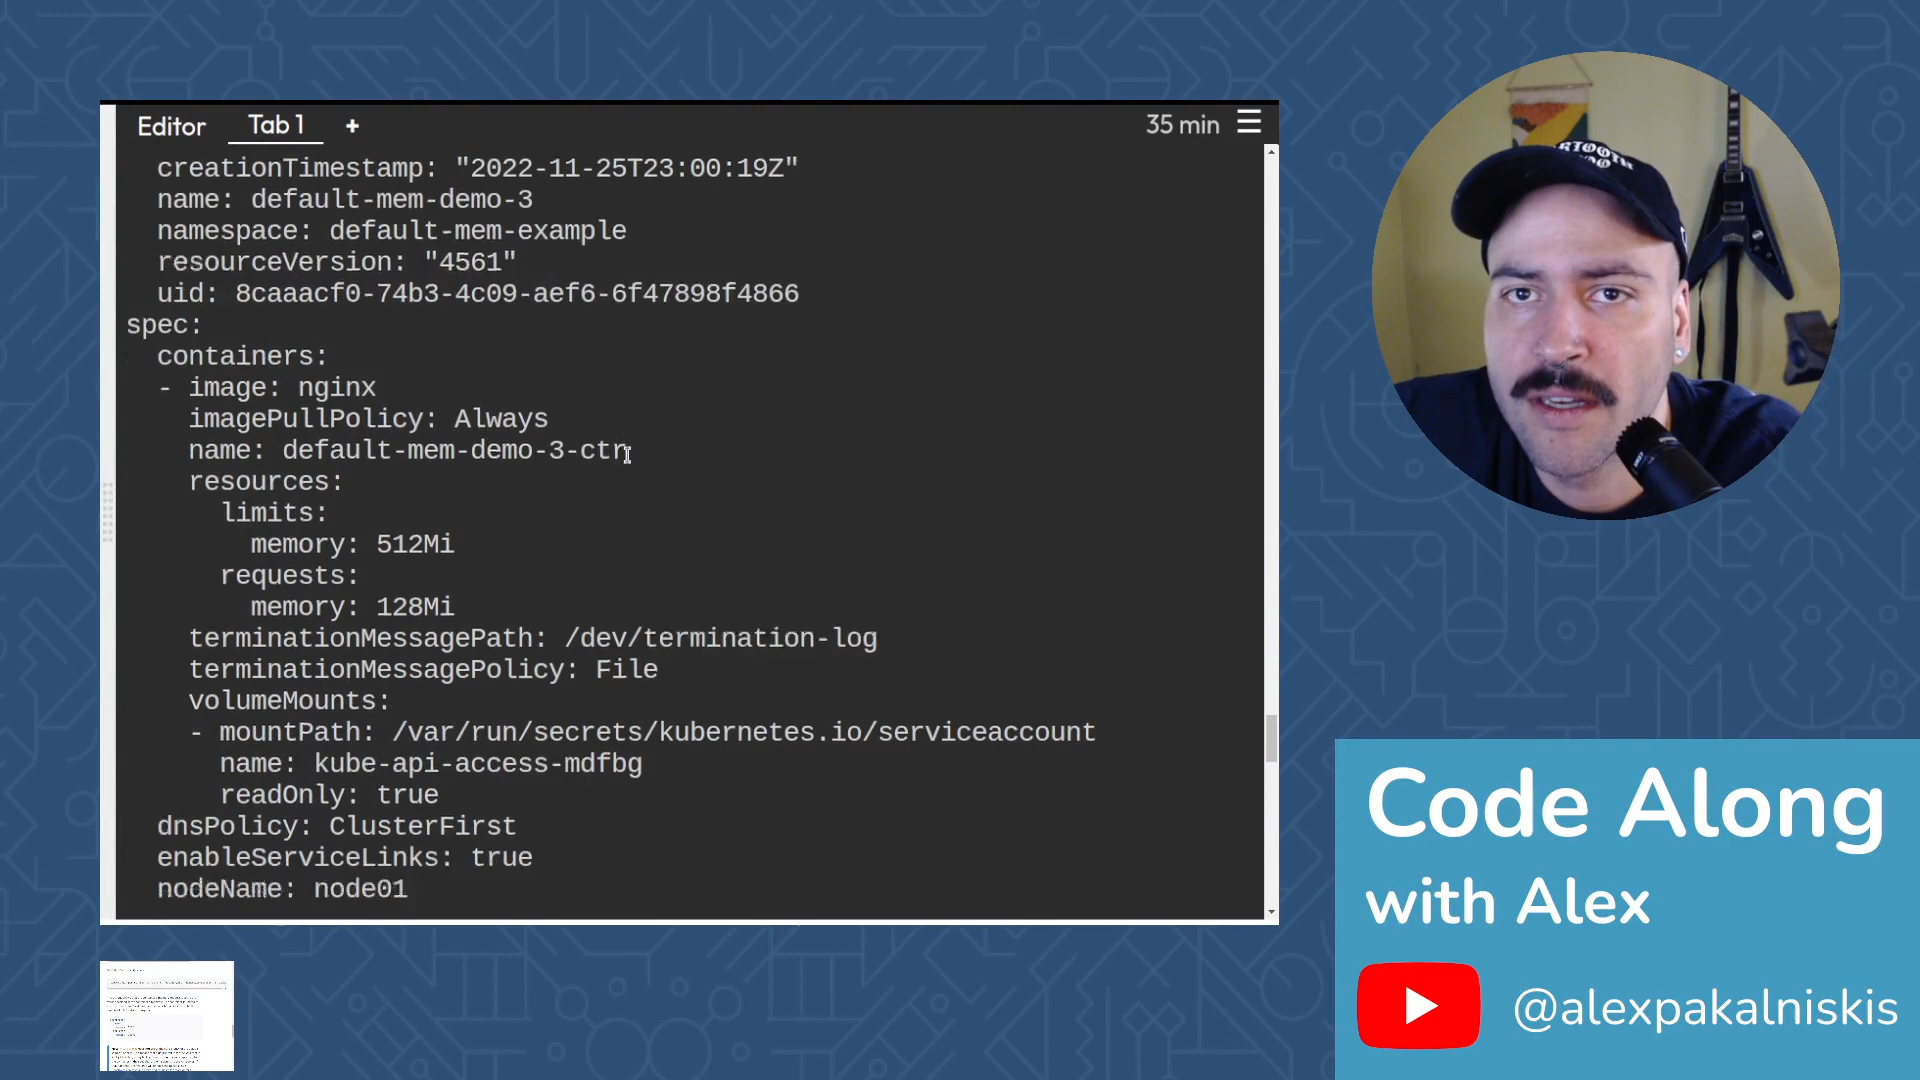 Editor Tab 1 + 35 min
creationTimestamp: "2022-11-25T23:00:19Z"
name: default-mem-demo-3
namespace: default-mem-example
resourceVersion: "4561"
uid: 8caaacf0-74b3-4c09-aef6-6f47898f4866
spec:
containers:
- image: nginx
imagePullPolicy: Always
name: default-mem-demo-3-ctr
resources:
limits:
memory: 512Mi
requests:
memory: 128Mi
terminationMessagePath: /dev/termination-log
terminationMessagePolicy: File
volumeMounts:
- mountPath: /var/run/secrets/kubernetes.io/serviceaccount
name: kube-api-access-mdfbg
readOnly: true
dnsPolicy: ClusterFirst
enableServiceLinks: true
nodeName: node01
Code Along
with Alex
@alexpakalniskis